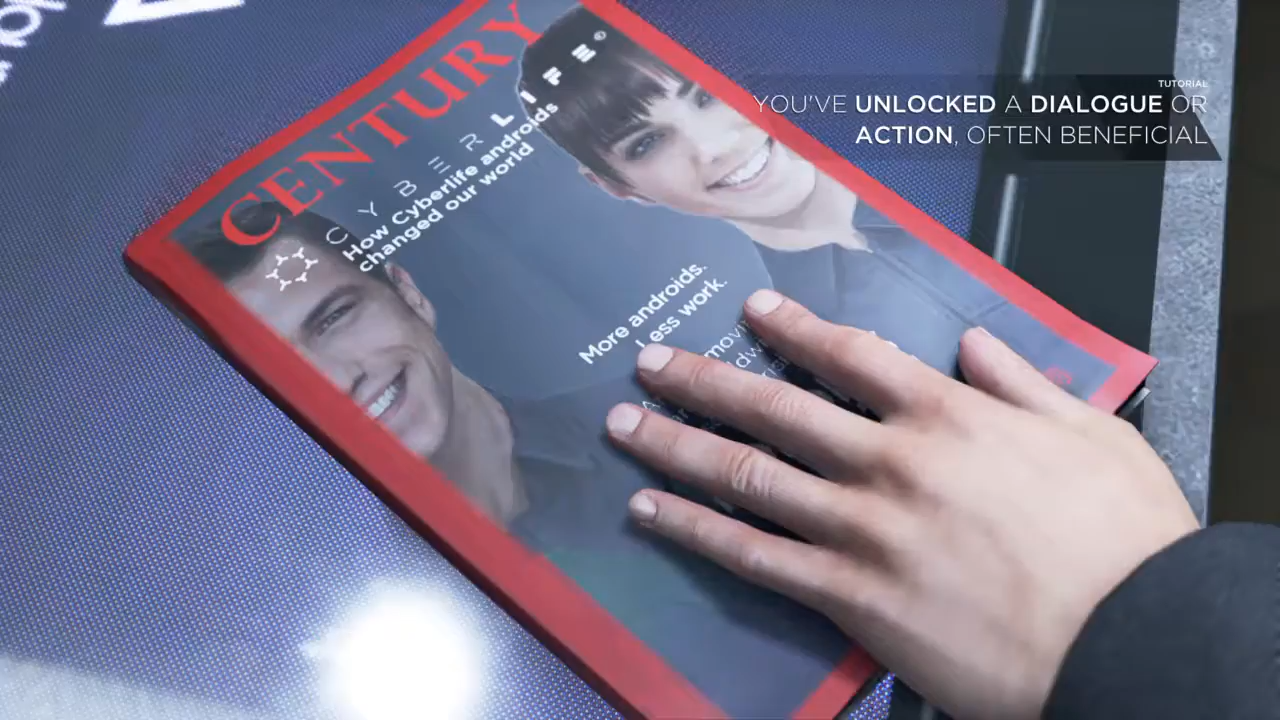 TUTORIAL
YOU'VE UNLOCKED A DIALOGUE OR
ACTION, OFTEN BENEFICIAL
CENTURY
CYBERLIFE®
How Cyberlife androids
changed our world
More androids.
Less work.